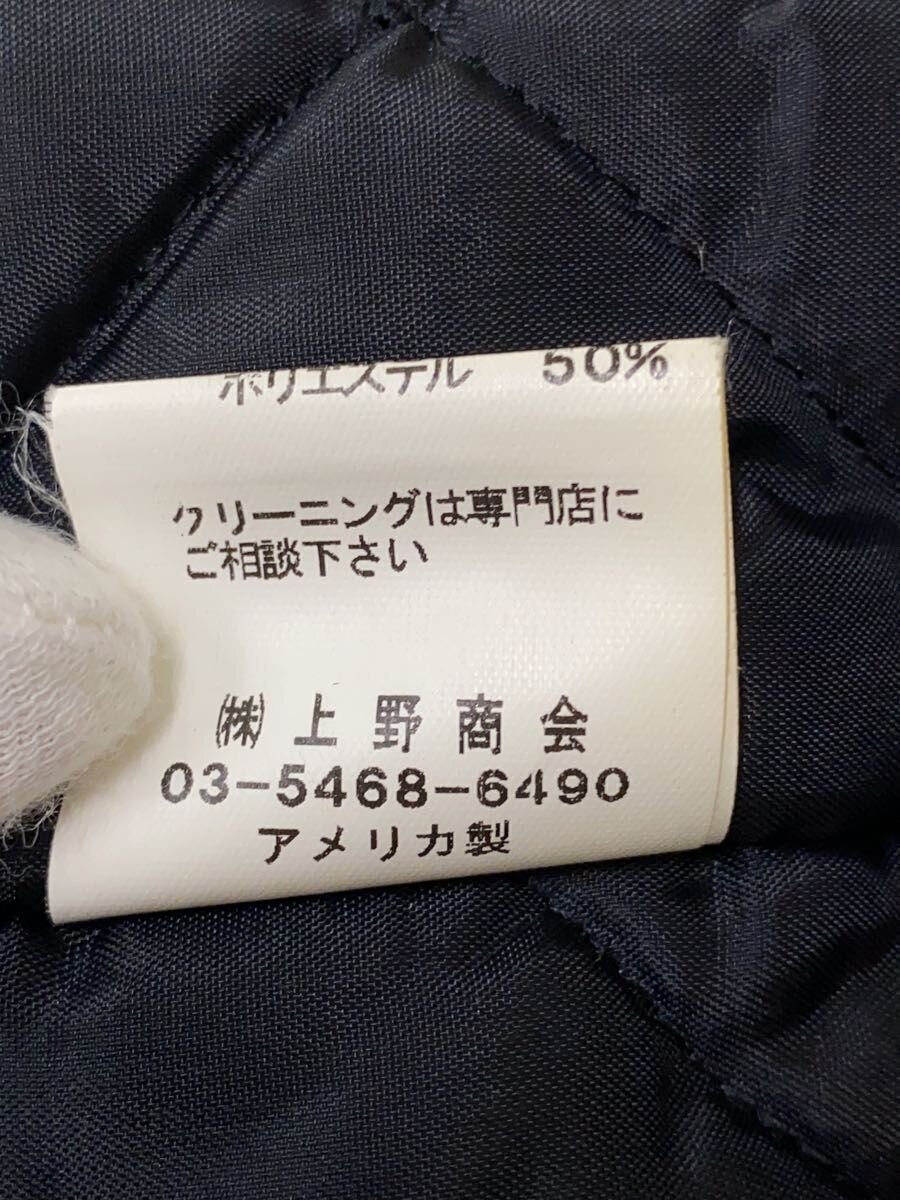 ポリエステル 50%
クリーニングは専門店に
ご相談下さい
㈱ 上野商会
03-5468-6490
アメリカ製